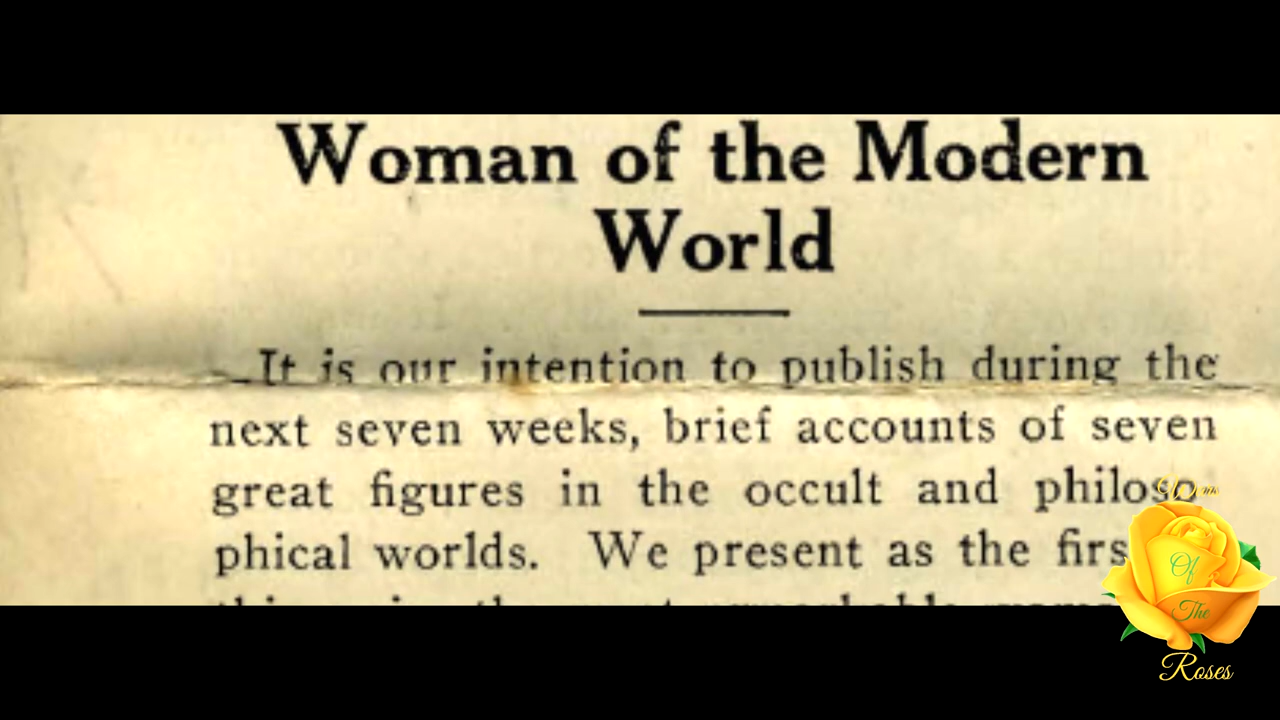 Woman of the Modern
World
It is our intention to publish during the
next seven weeks, brief accounts of seven
great figures in the occult and philoso-
phical worlds. We present as the
Wars
Of
The
Roses